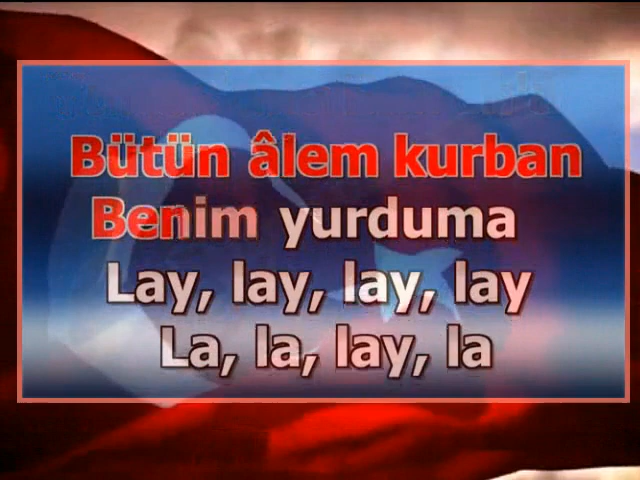 Bütün âlem kurban
Benim yurduma
Lay, lay, lay, lay
La, la, lay, la